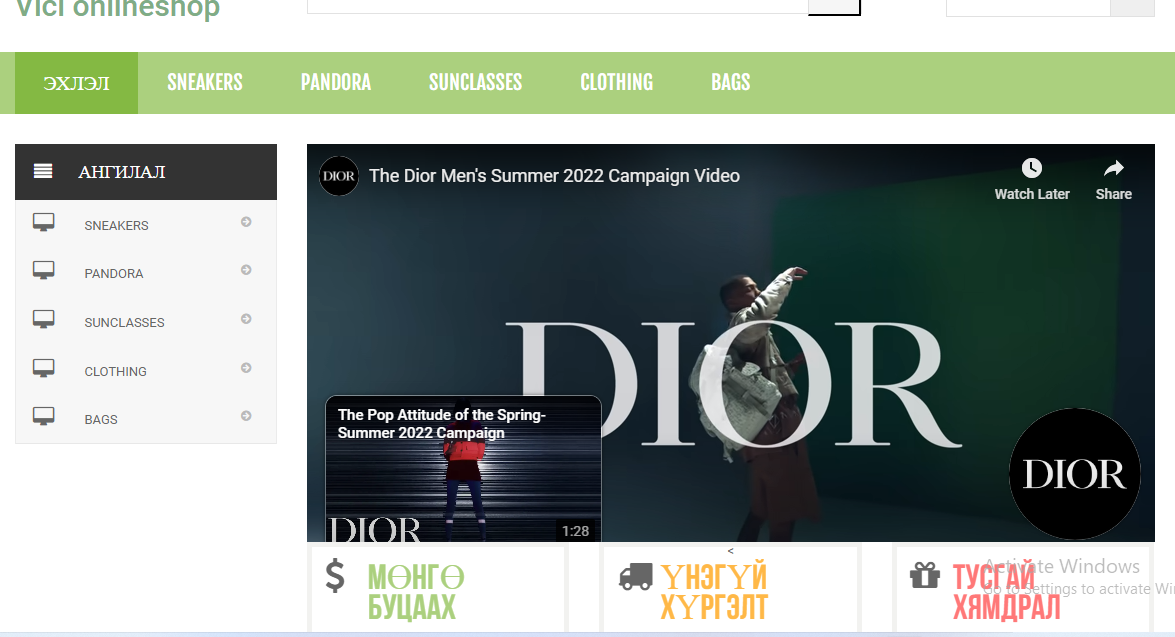 Vici onlineshop
ЭХЛЭЛ SNEAKERS PANDORA SUNCLASSES CLOTHING BAGS
АНГИЛАЛ
SNEAKERS
PANDORA
SUNCLASSES
CLOTHING
BAGS
DIOR The Dior Men's Summer 2022 Campaign Video
Watch Later Share
DIOR
The Pop Attitude of the Spring-
Summer 2022 Campaign
DIOR
1:28
DIOR
<
МӨНГӨ
БУЦААХ
ҮНЭГҮЙ
ХҮРГЭЛТ
ТУСГАЙ
ХЯМДРАЛ
Activate Windows
Go to Settings to activate Wi